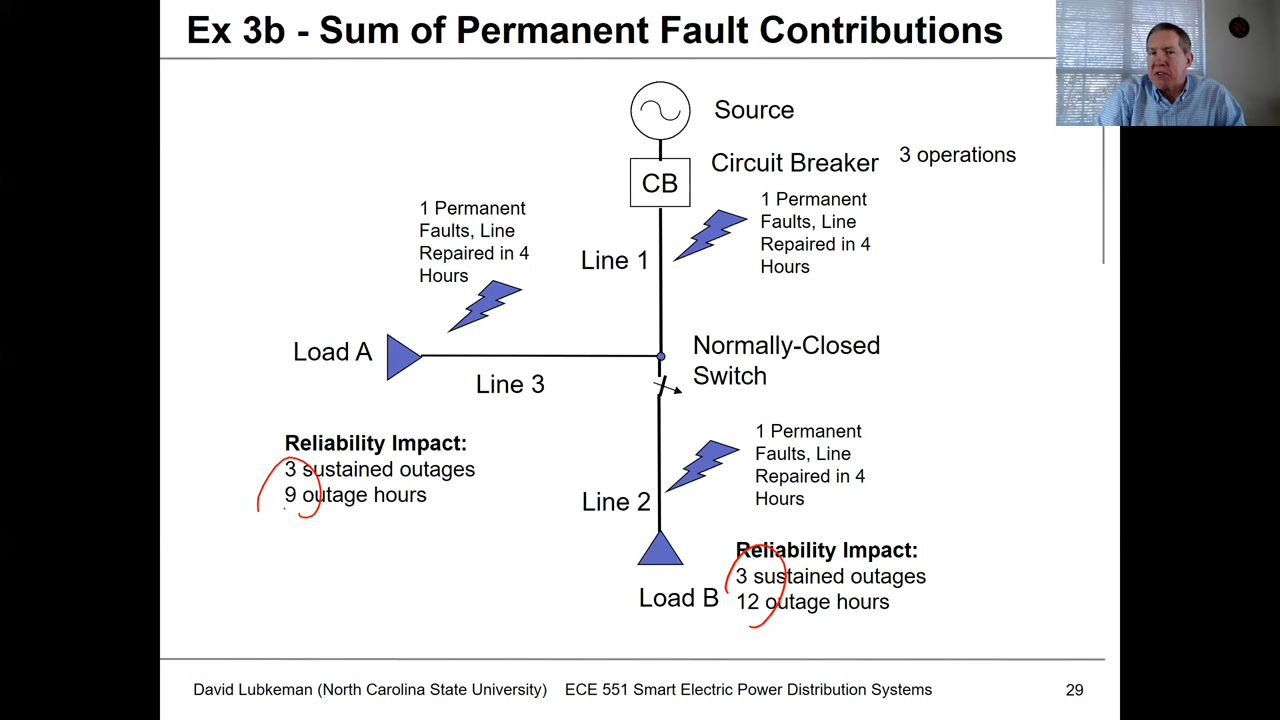 Ex 3b - Sum of Permanent Fault Contributions
Source
Circuit Breaker
3 operations
CB
1 Permanent
Faults, Line
Repaired in 4
Hours
1 Permanent
Faults, Line
Repaired in 4
Hours
Line 1
Load A
Line 3
Normally-Closed
Switch
Reliability Impact:
3 sustained outages
9 outage hours
1 Permanent
Faults, Line
Repaired in 4
Hours
Line 2
Load B
Reliability Impact:
3 sustained outages
12 outage hours
David Lubkeman (North Carolina State University)
ECE 551 Smart Electric Power Distribution Systems
29